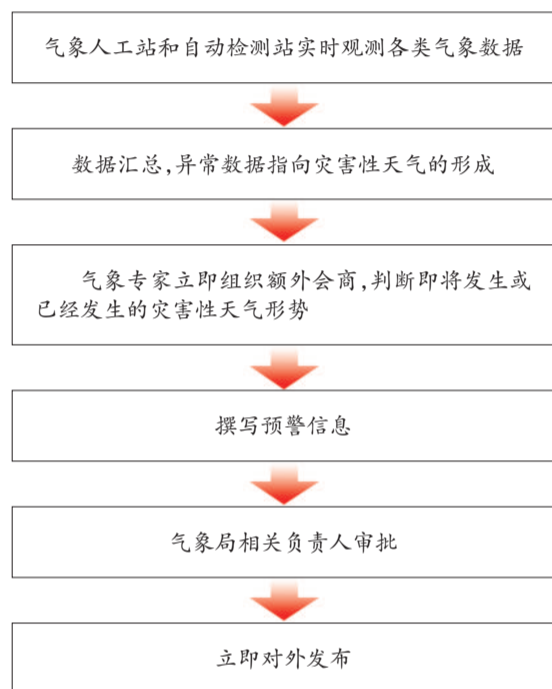 气象人工站和自动检测站实时观测各类气象数据
数据汇总,异常数据指向灾害性天气的形成
气象专家立即组织额外会商,判断即将发生或
已经发生的灾害性天气形势
撰写预警信息
气象局相关负责人审批
立即对外发布